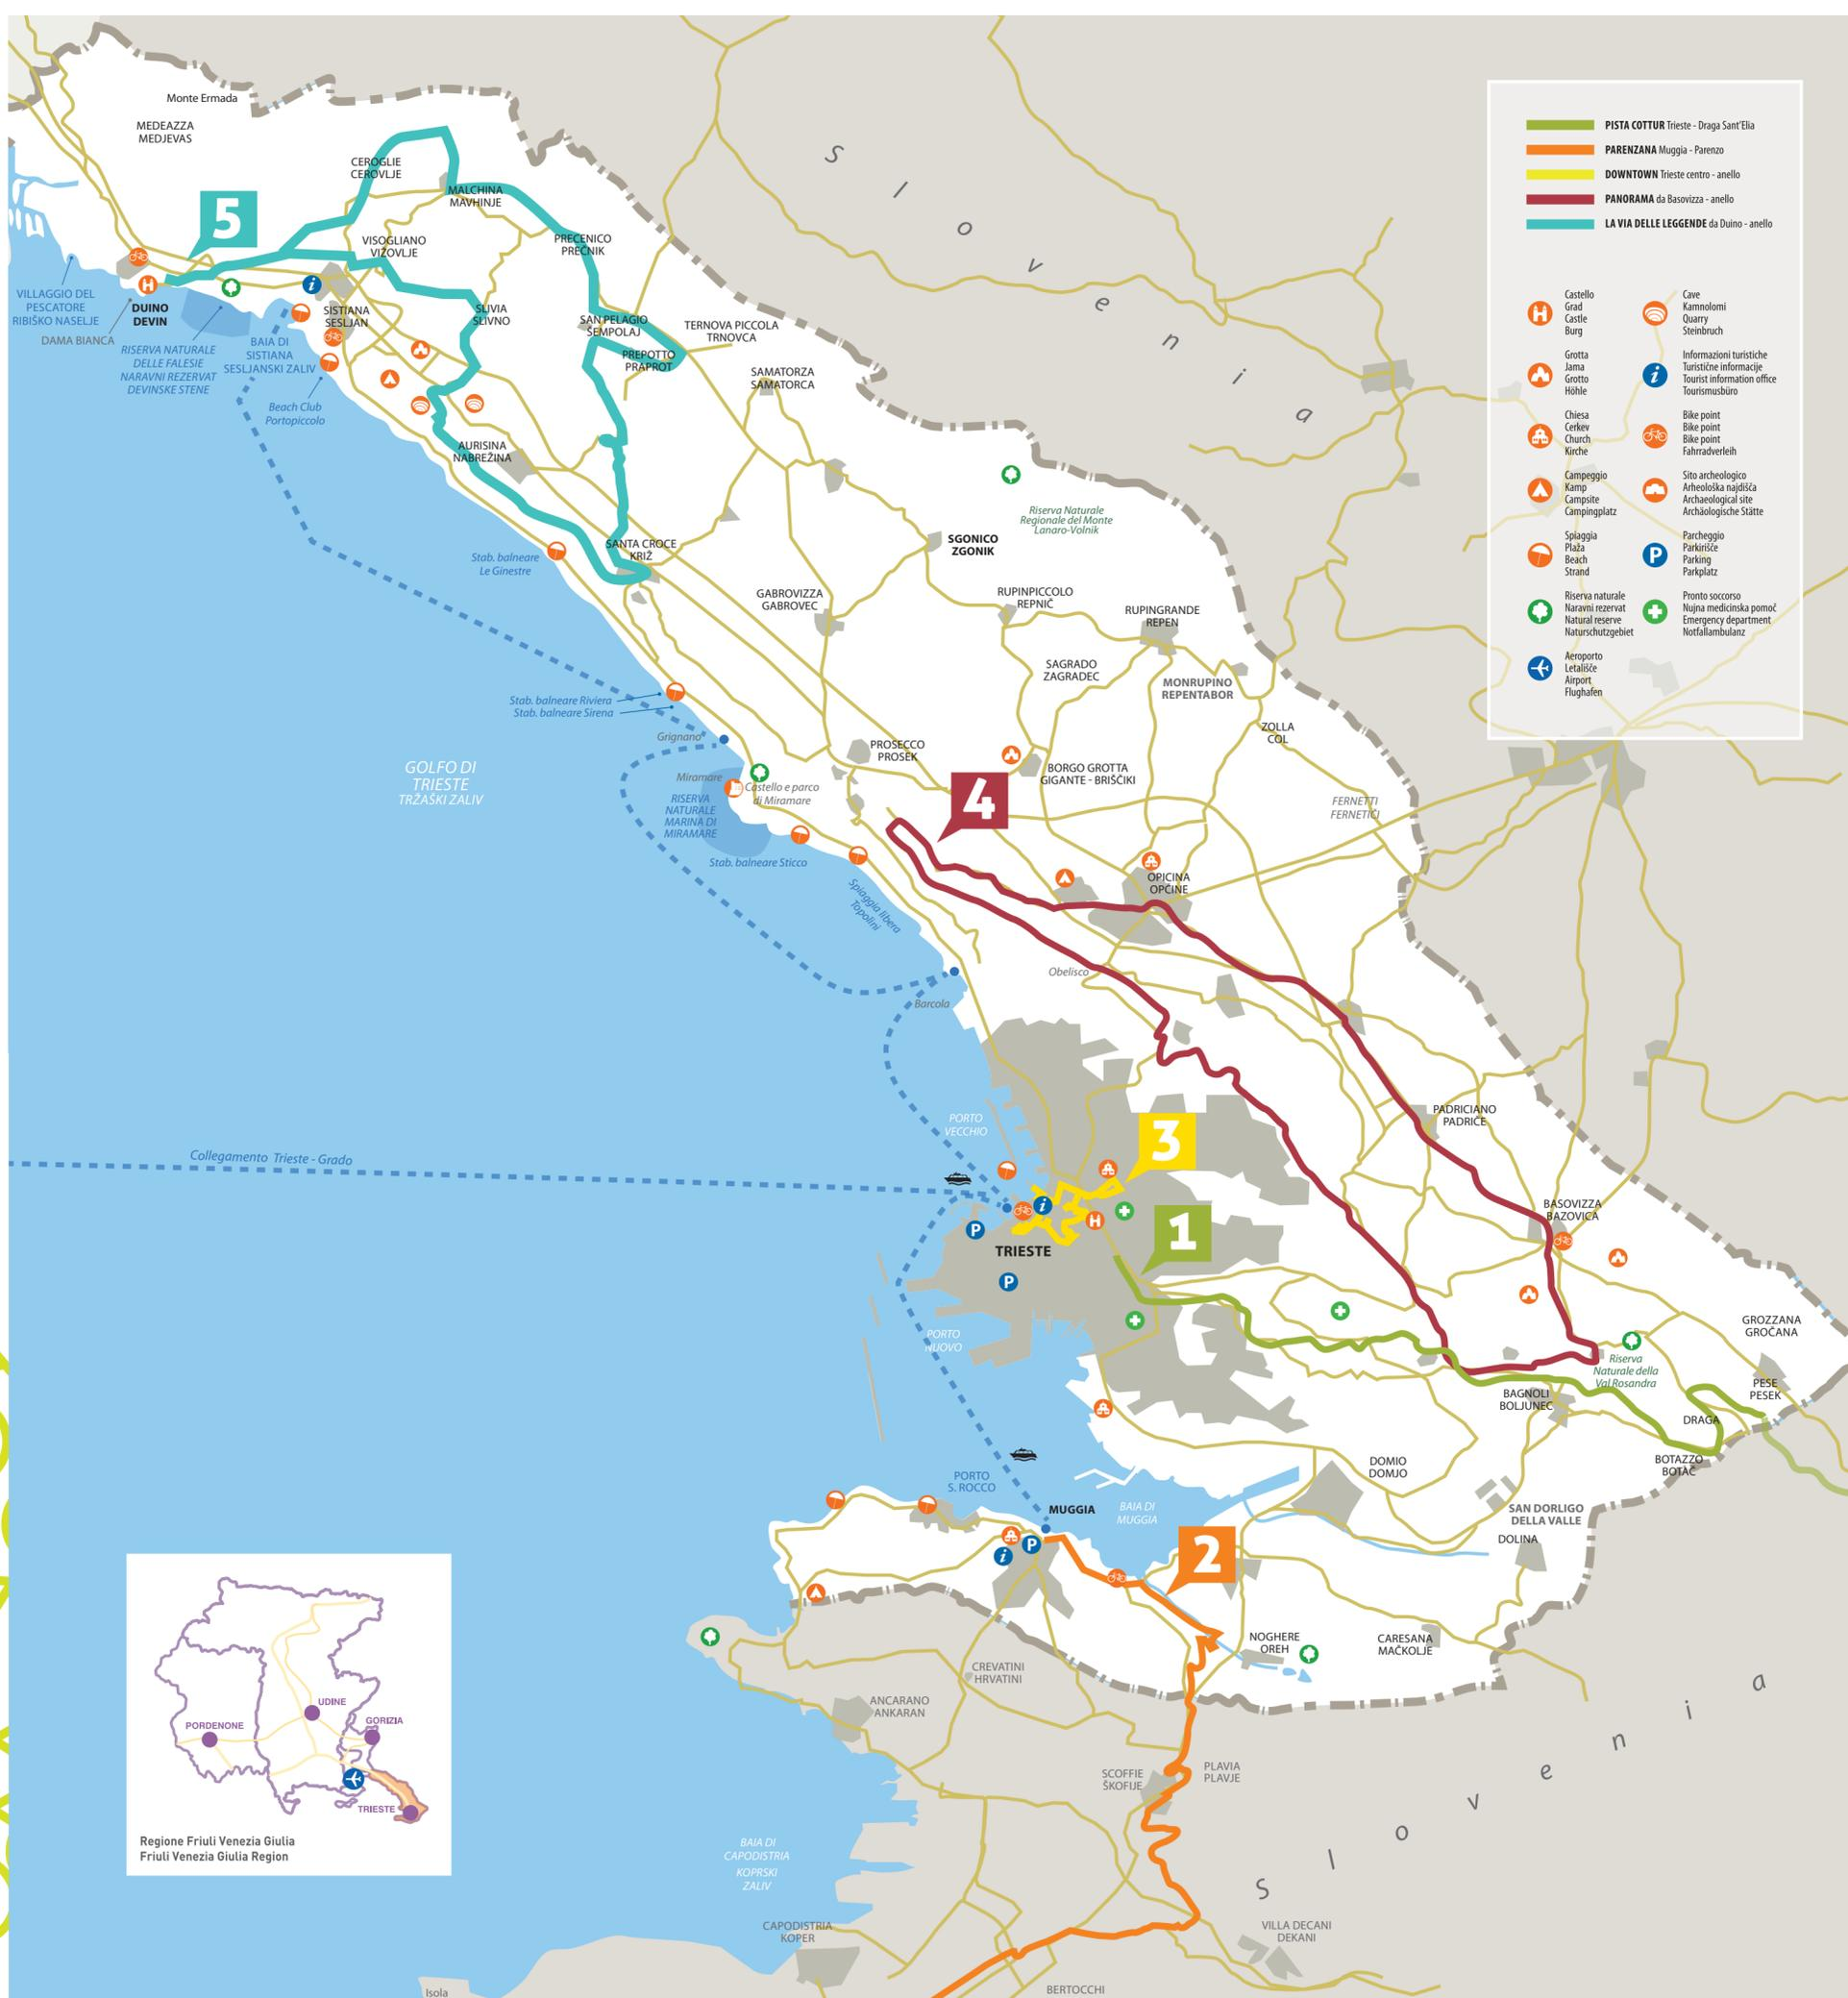 Monte Ermada
MEDEAZZA
MEDJEVAS
CEROGLIE
CEROVLJE
MALCHINA
MAVHINJE
5
VISOGLIANO
VIŽOVLJE
PRECENICO
PREČNIK
VILLAGGIO DEL
PESCATORE
RIBIŠKO NASELJE
DUINO
DEVIN
DAMA BIANCA
RISERVA NATURALE
DELLE FALESIE
NARAVNI REZERVAT
DEVINSKE STENE
SISTIANA
SESLJAN
BAIA DI
SISTIANA
SESLJANSKI ZALIV
Beach Club
Portopiccolo
SLIVIA
SLIVNO
SAN PELAGIO
ŠEMPOLAJ
TERNOVA PICCOLA
TRNOVCA
PREPOTTO
PRAPROT
SAMATORZA
SAMATORCA
AURISINA
NABREŽINA
Stab. balneare
Le Ginestre
SANTA CROCE
KRIŽ
Riserva Naturale
Regionale del Monte
Lanaro-Volnik
SGONICO
ZGONIK
GABROVIZZA
GABROVEC
RUPINPICCOLO
REPNIČ
RUPINGRANDE
REPEN
SAGRADO
ZAGRADEC
MONRUPINO
REPENTABOR
ZOLLA
COL
Stab. balneare Riviera
Stab. balneare Sirena
Grignano
PROSECCO
PROSEK
BORGO GROTTA
GIGANTE - BRIŠČIKI
FERNETTI
FERNETIČI
GOLFO DI
TRIESTE
TRŽAŠKI ZALIV
Miramare
Castello e parco
di Miramare
RISERVA
NATURALE
MARINA DI
MIRAMARE
4
Stab. balneare Sticco
Spiaggia libera
Topolini
OPICINA
OPČINE
Obelisco
Barcola
PADRICIANO
PADRIČE
PORTO
VECCHIO
3
Collegamento Trieste - Grado
BASOVIZZA
BAZOVICA
TRIESTE
1
PORTO
NUOVO
GROZZANA
GROČANA
Riserva
Naturale della
Val Rosandra
PESE
PESEK
BAGNOLI
BOLJUNEC
DRAGA
BOTAZZO
BOTAČ
DOMIO
DOMJO
PORTO
S. ROCCO
MUGGIA
BAIA DI
MUGGIA
SAN DORLIGO
DELLA VALLE
DOLINA
2
NOGHERE
OREH
CARESANA
MAČKOLJE
CREVATINI
HRVATINI
ANCARANO
ANKARAN
SCOFFIE
ŠKOFIJE
PLAVIA
PLAVJE
BAIA DI
CAPODISTRIA
KOPRSKI
ZALIV
CAPODISTRIA
KOPER
VILLA DECANI
DEKANI
BERTOCCHI
Isola
Slovenia
Slovenia
PISTA COTTUR Trieste - Draga Sant'Elia
PARENZANA Muggia - Parenzo
DOWNTOWN Trieste centro - anello
PANORAMA da Basovizza - anello
LA VIA DELLE LEGGENDE da Duino - anello
Castello
Grad
Castle
Burg
Grotta
Jama
Grotto
Höhle
Chiesa
Cerkev
Church
Kirche
Campeggio
Kamp
Campsite
Campingplatz
Spiaggia
Plaža
Beach
Strand
Riserva naturale
Naravni rezervat
Natural reserve
Naturschutzgebiet
Aeroporto
Letališče
Airport
Flughafen
Cave
Kamnolomi
Quarry
Steinbruch
Informazioni turistiche
Turistične informacije
Tourist information office
Tourismusbüro
Bike point
Bike point
Bike point
Fahrradverleih
Sito archeologico
Arheološka najdišča
Archaeological site
Archäologische Stätte
Parcheggio
Parkirišče
Parking
Parkplatz
Pronto soccorso
Nujna medicinska pomoč
Emergency department
Notfallambulanz
UDINE
PORDENONE
GORIZIA
TRIESTE
Regione Friuli Venezia Giulia
Friuli Venezia Giulia Region